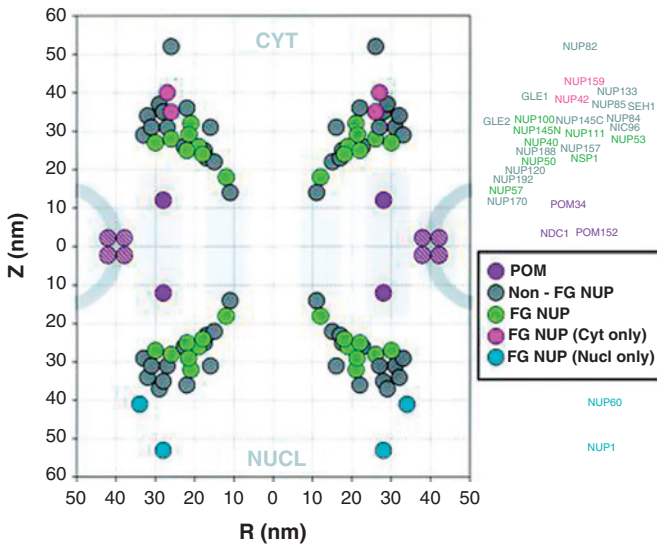 60
50
40
30
20
10
0
10
20
30
40
50
60
Z (nm)
CYT
NUCL
50 40 30 20 10 0 10 20 30 40 50
R (nm)
NUP82
NUP159
GLE1
NUP42
NUP133
NUP85
SEH1
GLE2
NUP100
NUP145C
NUP84
NIC96
NUP145N
NUP111
NUP53
NUP40
NUP188
NUP157
NUP50
NSP1
NUP120
NUP192
NUP57
NUP170
POM34
NDC1
POM152
POM
Non - FG NUP
FG NUP
FG NUP (Cyt only)
FG NUP (Nucl only)
NUP60
NUP1